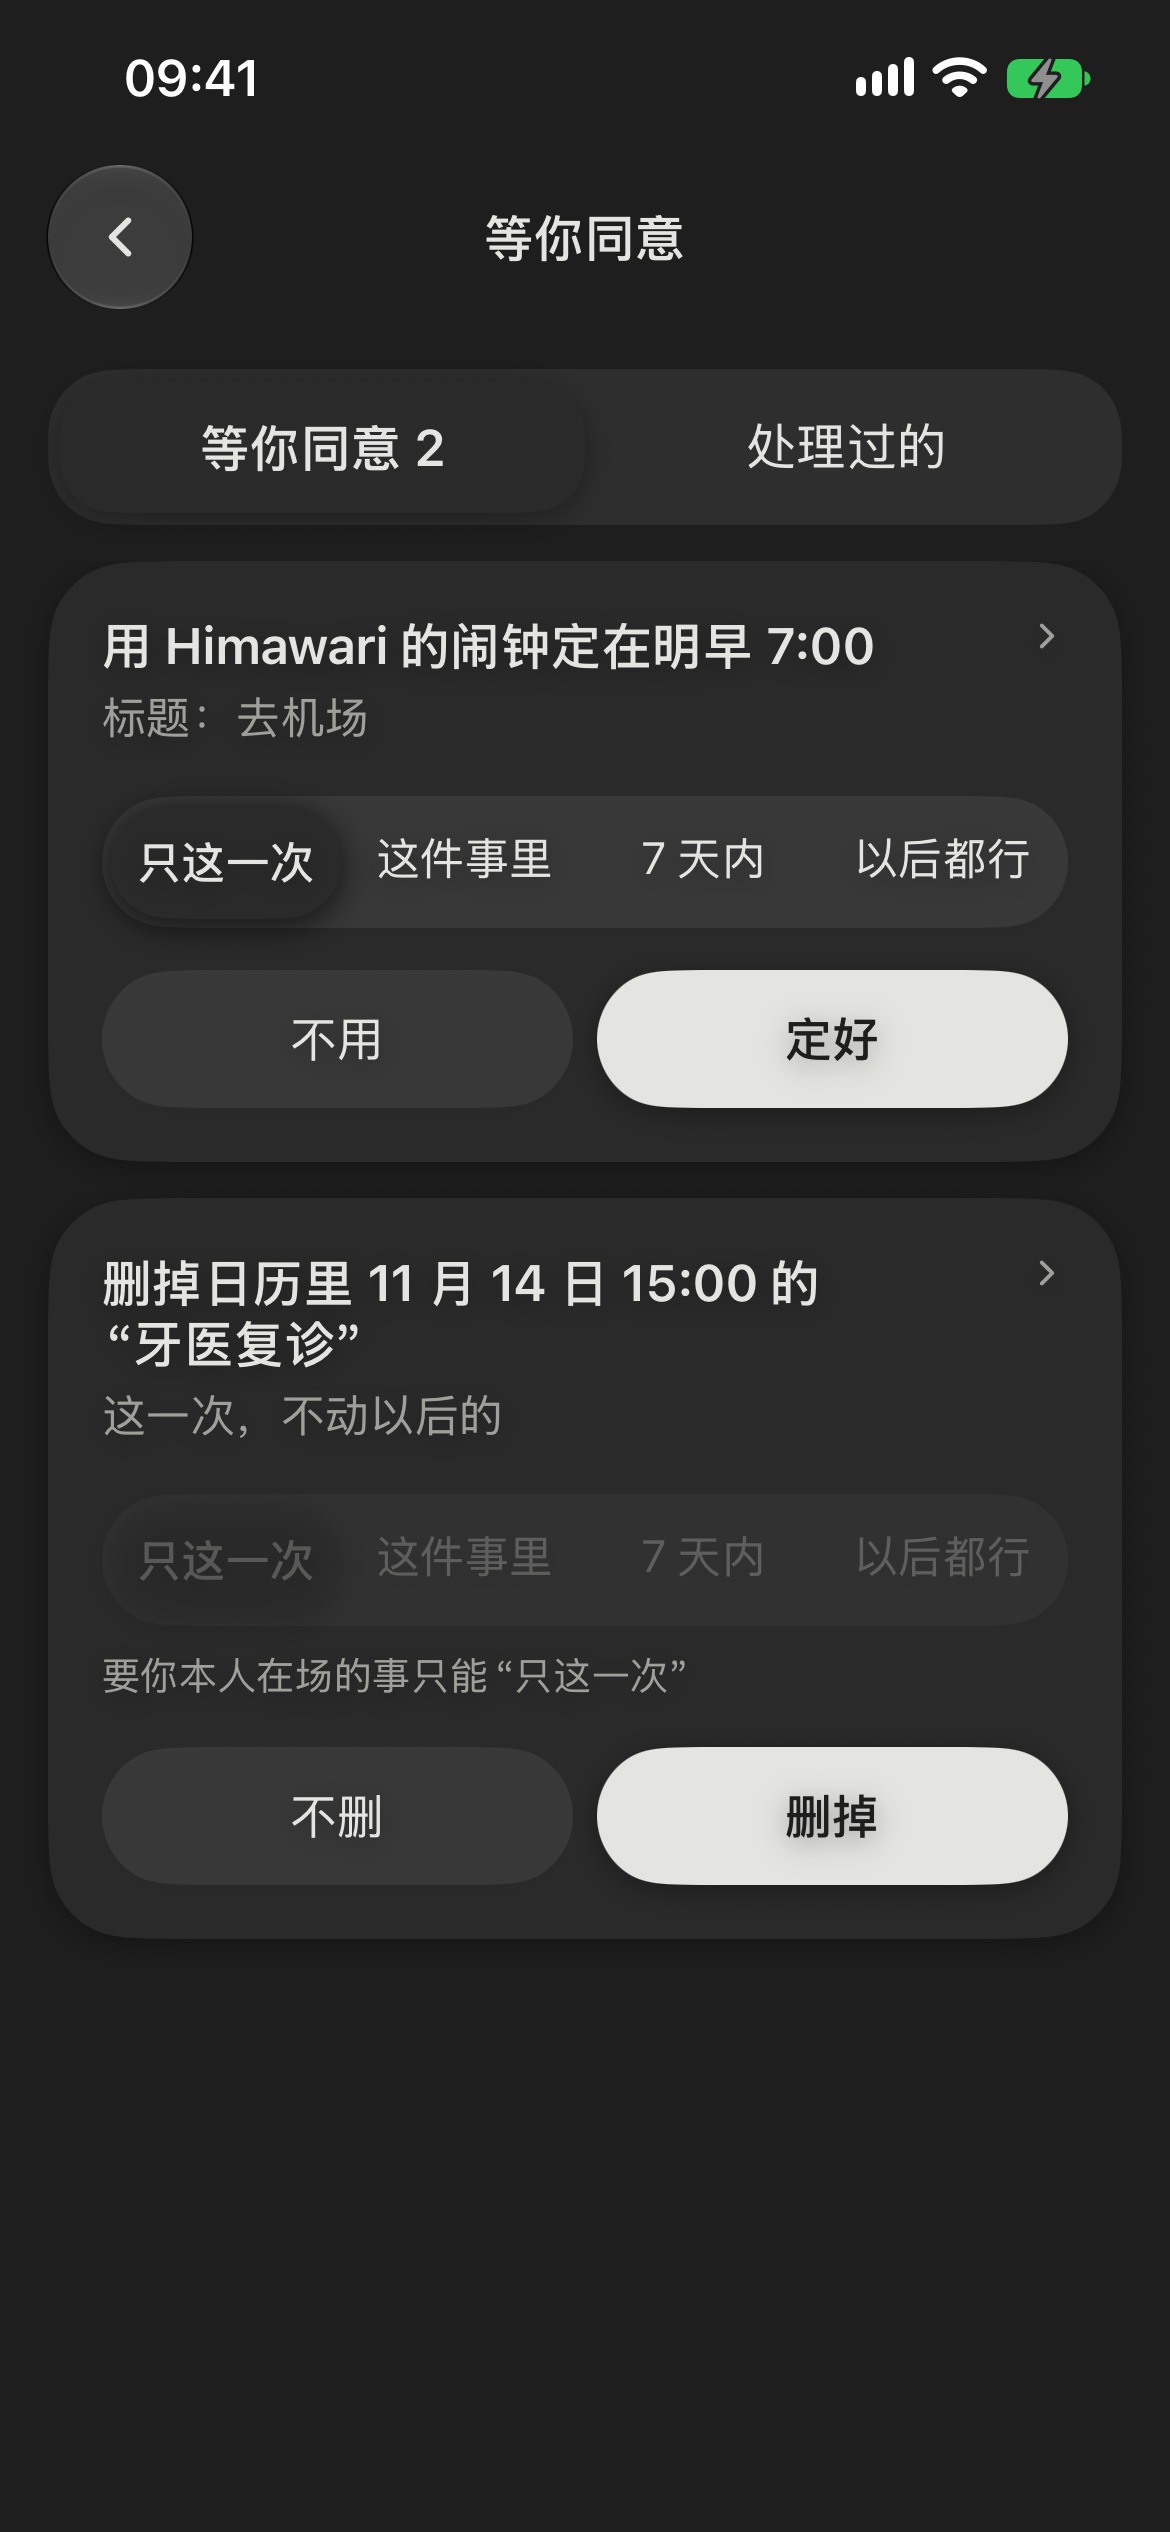 09:41
等你同意
等你同意 2
处理过的
用 Himawari 的闹钟定在明早 7:00
标题：去机场
只这一次 这件事里 7 天内 以后都行
不用 定好
删掉日历里 11 月 14 日 15:00 的
“牙医复诊”
这一次，不动以后的
只这一次 这件事里 7 天内 以后都行
要你本人在场的事只能 “只这一次”
不删 删掉